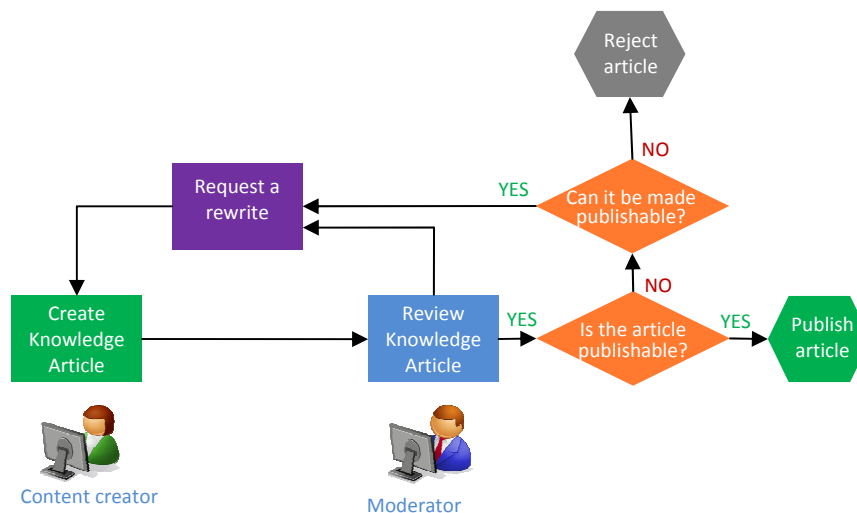 Reject
article
NO
Request a
rewrite
YES
Can it be made
publishable?
NO
Create
Knowledge
Article
Review
Knowledge
Article
YES
Is the article
publishable?
YES
Publish
article
Content creator
Moderator